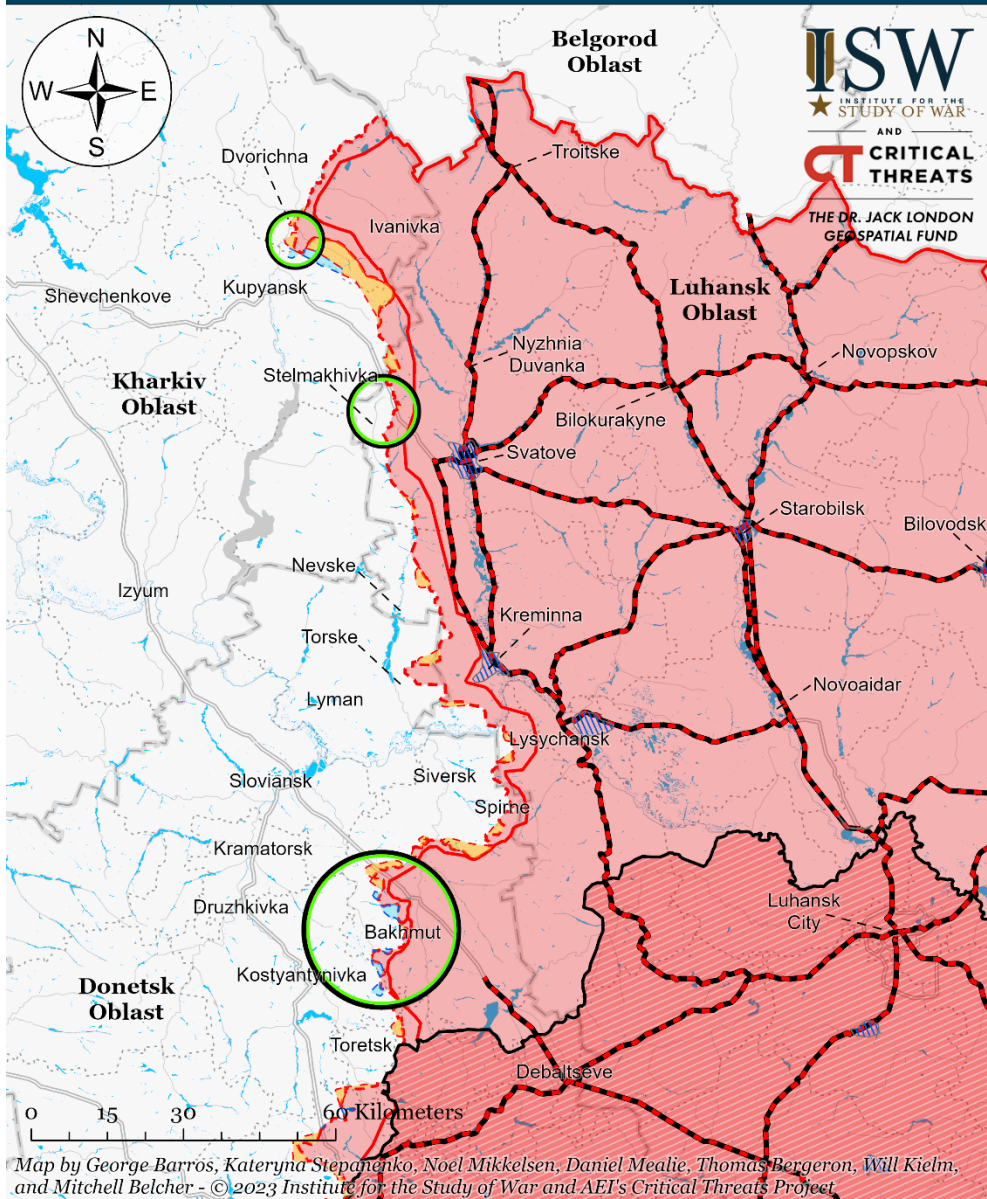 N
W
E
S
Belgorod
Oblast
ISW
INSTITUTE FOR THE
STUDY OF WAR
AND
CT CRITICAL
THREATS
THE DR. JACK LONDON
GEOSPATIAL FUND
Dvorichna
Troitske
Ivanivka
Kupyansk
Shevchenkove
Luhansk
Oblast
Nyzhnia
Duvanka
Novopskov
Stelmakhivka
Kharkiv
Oblast
Bilokurakyne
Svatove
Starobilsk
Bilovodsk
Nevske
Izyum
Kreminna
Torske
Lyman
Novoaidar
Lysychansk
Siversk
Sloviansk
Spirne
Kramatorsk
Druzhkivka
Luhansk
City
Bakhmut
Kostyantynivka
Donetsk
Oblast
Toretsk
Debaltseve
0 15 30 60 Kilometers
Map by George Barros, Kateryna Stepanenko, Noel Mikkelsen, Daniel Mealie, Thomas Bergeron, Will Kielm,
and Mitchell Belcher - © 2023 Institute for the Study of War and AEI's Critical Threats Project